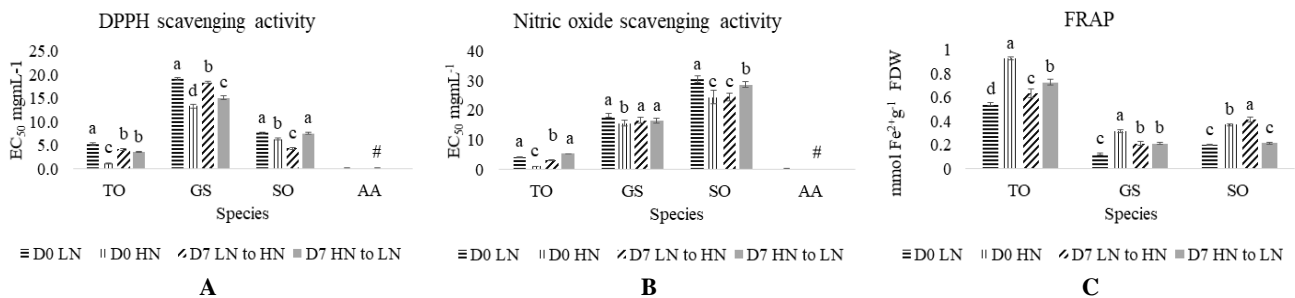 DPPH scavenging activity
EC50 mgmL-1
25.0
20.0
15.0
10.0
5.0
0.0
a c b b
a d b c
a b c a
#
TO GS SO AA
Species
D0 LN D0 HN D7 LN to HN D7 HN to LN
A
Nitric oxide scavenging activity
EC50 mgmL-1
40
30
20
10
0
a c b a
a b a a
a c c b
#
TO GS SO AA
Species
D0 LN D0 HN D7 LN to HN D7 HN to LN
B
FRAP
mmol Fe2+g-1 FDW
1
0.8
0.6
0.4
0.2
0
d a c b
c a b b
c b a c
TO GS SO
Species
D0 LN D0 HN D7 LN to HN D7 HN to LN
C